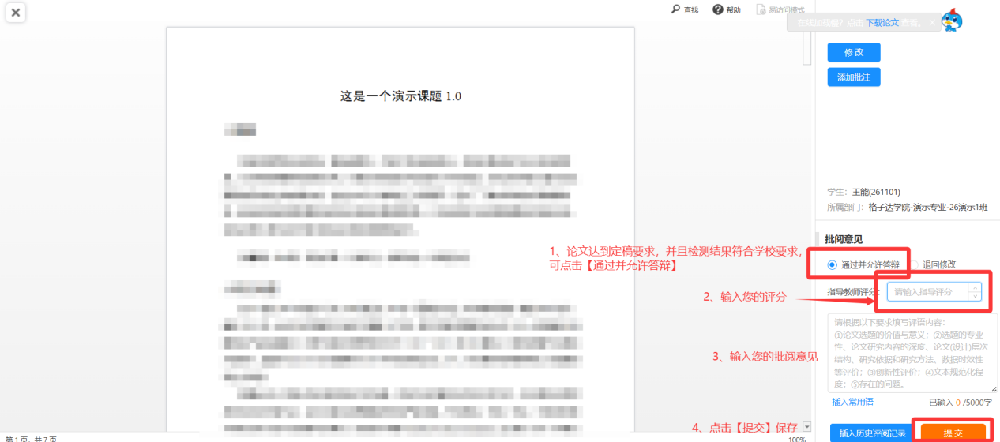 查找
帮助
易访问模式
在线加载慢？点击 下载论文 查看。
修 改
添加批注
这是一个演示课题 1.0
学生：王能(261101)
所属部门：格子达学院-演示专业-26演示1班
批阅意见
1、论文达到定稿要求，并且检测结果符合学校要求，
可点击【通过并允许答辩】
通过并允许答辩
退回修改
2、输入您的评分
指导教师评分：
请输入指导评分
请根据以下要求填写评语内容：
①论文选题的价值与意义；②选题的专业
性、论文研究内容的深度、论文(设计)层次
结构、研究依据和研究方法、数据时效性
等评价；③创新性评价；④文本规范化程
度；⑤存在的问题。
3、输入您的批阅意见
插入常用语
已输入 0 /5000字
4、点击【提交】保存
插入历史评阅记录
提 交
第 1 页，共 7 页
100%